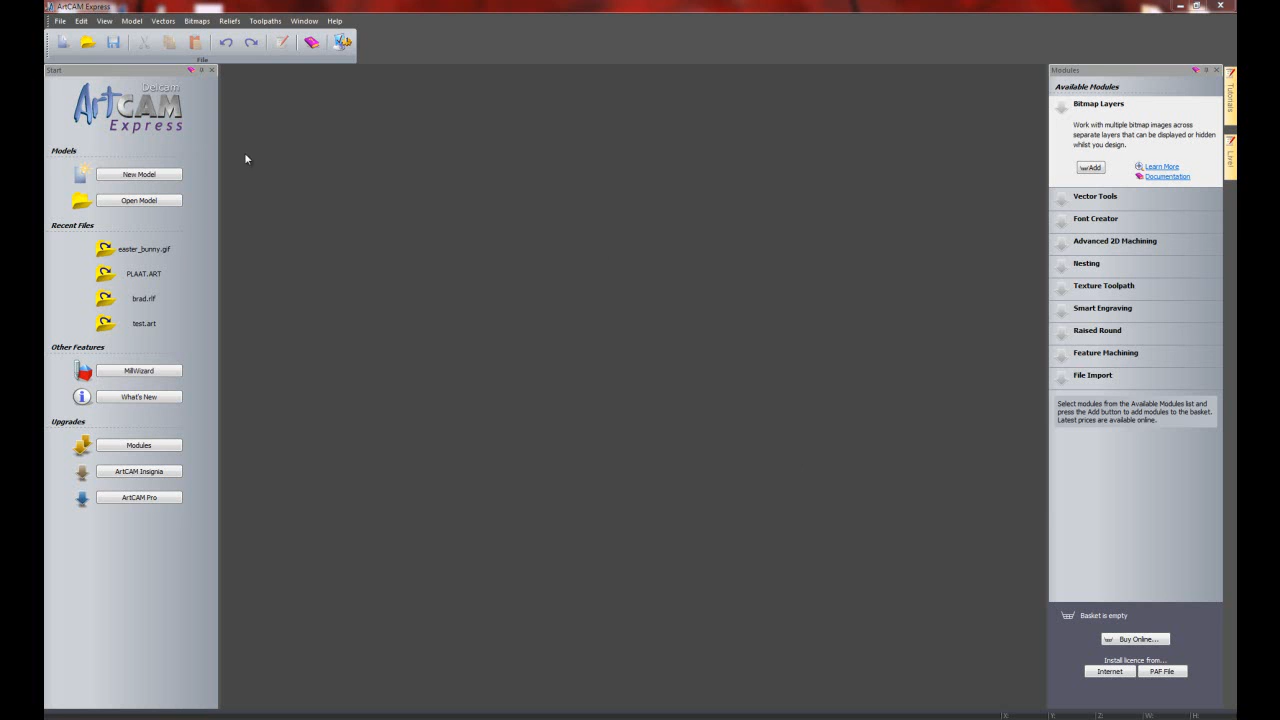 ArtCAM Express
File Edit View Model Vectors Bitmaps Reliefs Toolpaths Window Help
File
Start
Delcam
ArtCAM
Express
Models
New Model
Open Model
Recent Files
easter_bunny.gif
PLAAT.ART
brad.rlf
test.art
Other Features
MillWizard
What's New
Upgrades
Modules
ArtCAM Insignia
ArtCAM Pro
Modules
Available Modules
Bitmap Layers
Work with multiple bitmap images across
separate layers that can be displayed or hidden
whilst you design.
Add
Learn More
Documentation
Vector Tools
Font Creator
Advanced 2D Machining
Nesting
Texture Toolpath
Smart Engraving
Raised Round
Feature Machining
File Import
Select modules from the Available Modules list and
press the Add button to add modules to the basket.
Latest prices are available online.
Basket is empty
Buy Online...
Install licence from...
Internet
PAF File
Tutorials
Live!
X: Y: Z: W: H: